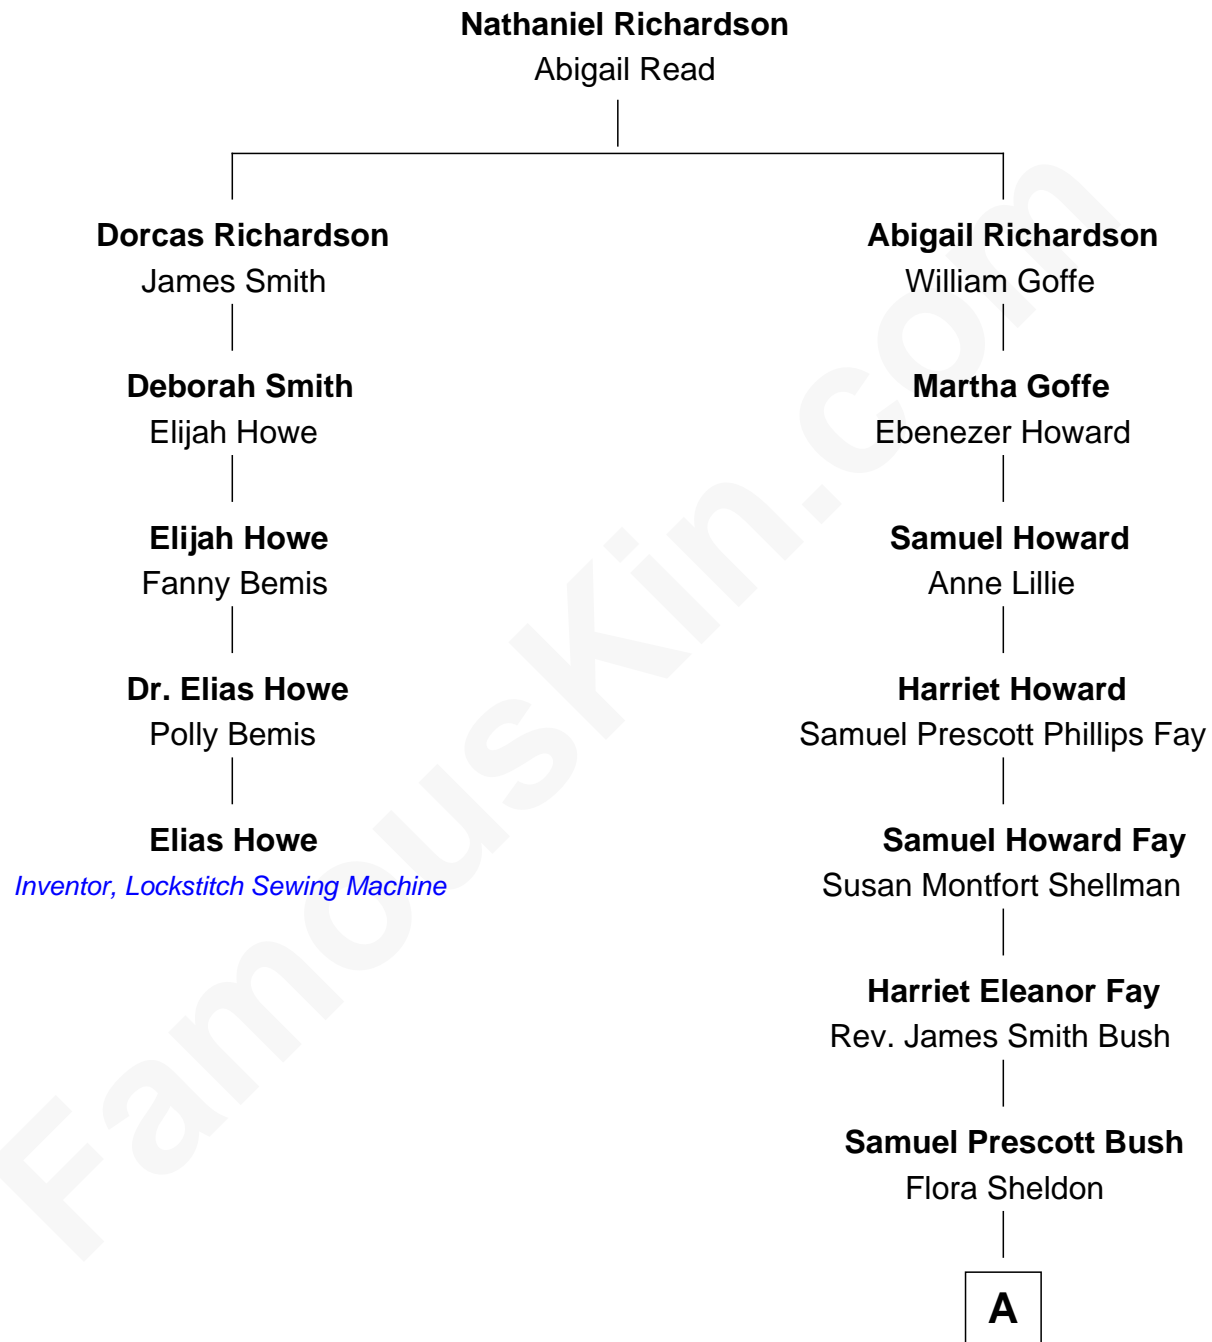 Nathaniel Richardson
Abigail Read
Dorcas Richardson
James Smith
Deborah Smith
Elijah Howe
Elijah Howe
Fanny Bemis
Dr. Elias Howe
Polly Bemis
Elias Howe
Inventor, Lockstitch Sewing Machine
Abigail Richardson
William Goffe
Martha Goffe
Ebenezer Howard
Samuel Howard
Anne Lillie
Harriet Howard
Samuel Prescott Phillips Fay
Samuel Howard Fay
Susan Montfort Shellman
Harriet Eleanor Fay
Rev. James Smith Bush
Samuel Prescott Bush
Flora Sheldon
A
FamousKin.com